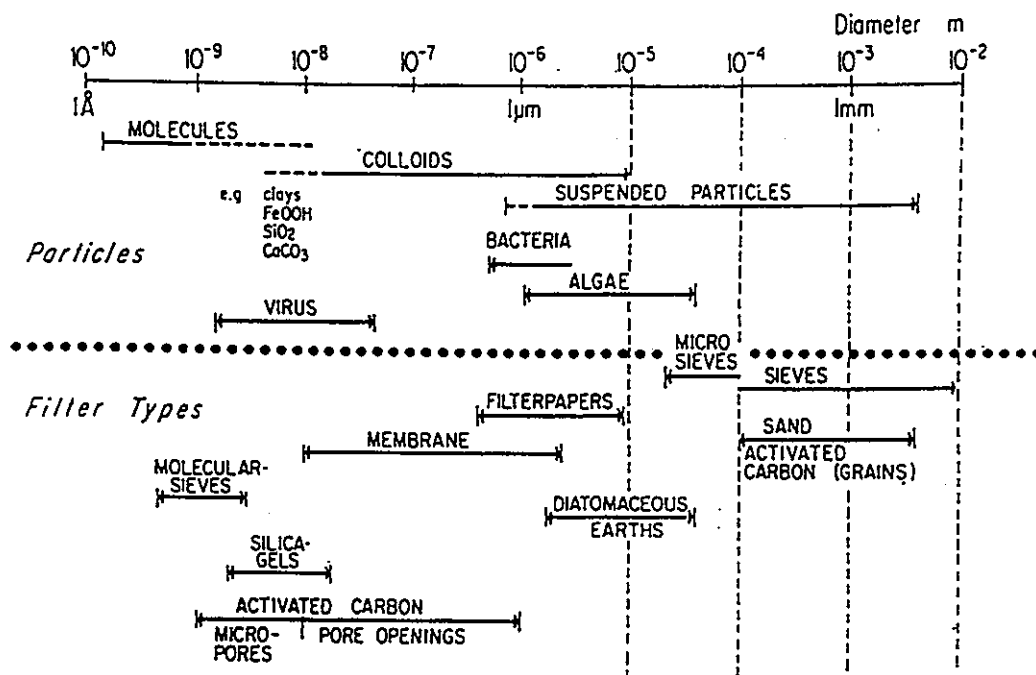 Diameter m
10⁻¹⁰ 10⁻⁹ 10⁻⁸ 10⁻⁷ 10⁻⁶ 10⁻⁵ 10⁻⁴ 10⁻³ 10⁻²
1Å 1μm 1mm
MOLECULES
COLLOIDS
e.g clays
FeOOH
SiO₂
CaCO₃
SUSPENDED PARTICLES
BACTERIA
Particles
ALGAE
VIRUS
MICRO
SIEVES
SIEVES
Filter Types
FILTERPAPERS
SAND
MEMBRANE
ACTIVATED
CARBON (GRAINS)
MOLECULAR-
SIEVES
DIATOMACEOUS
EARTHS
SILICA-
GELS
ACTIVATED CARBON
MICRO-
PORES
PORE OPENINGS